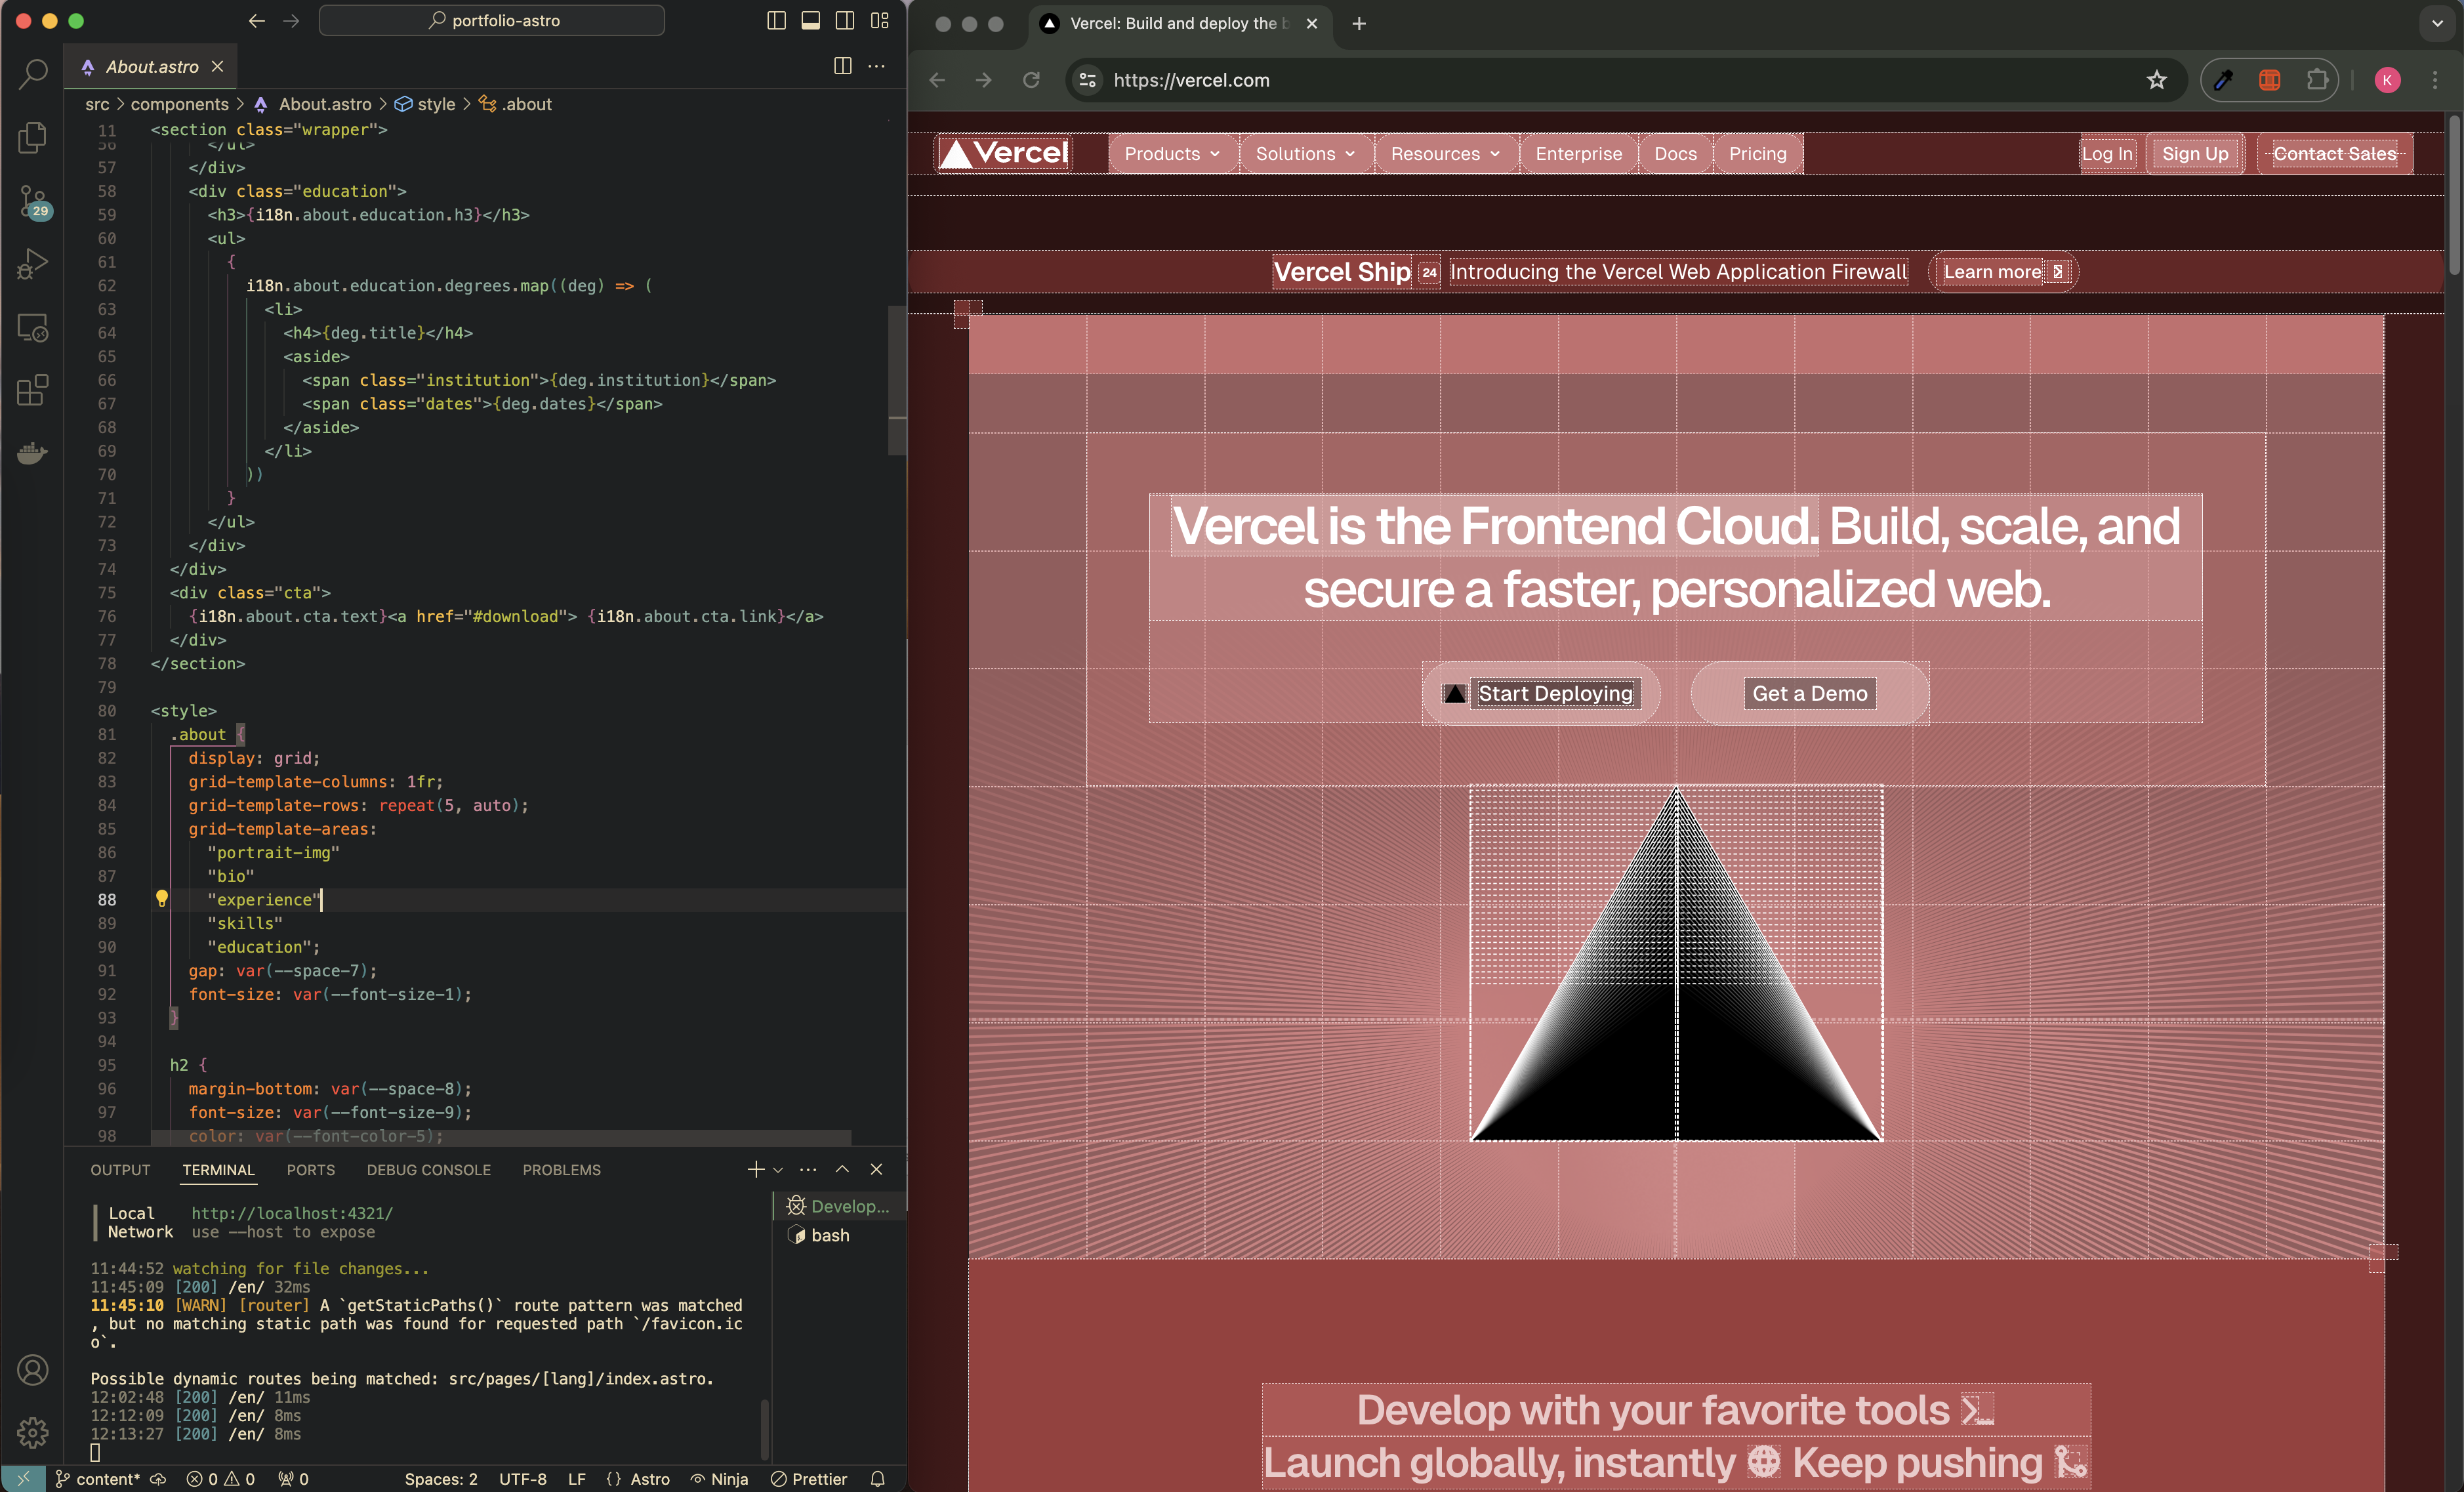 portfolio-astro
About.astro
src > components > About.astro > style > .about
11 <section class="wrapper">
56 </ul>
57 </div>
58 <div class="education">
59 <h3>{i18n.about.education.h3}</h3>
60 <ul>
61 {
62 i18n.about.education.degrees.map((deg) => (
63 <li>
64 <h4>{deg.title}</h4>
65 <aside>
66 <span class="institution">{deg.institution}</span>
67 <span class="dates">{deg.dates}</span>
68 </aside>
69 </li>
70 ))
71 }
72 </ul>
73 </div>
74 </div>
75 <div class="cta">
76 {i18n.about.cta.text}<a href="#download"> {i18n.about.cta.link}</a>
77 </div>
78 </section>
79
80 <style>
81 .about {
82 display: grid;
83 grid-template-columns: 1fr;
84 grid-template-rows: repeat(5, auto);
85 grid-template-areas:
86 "portrait-img"
87 "bio"
88 "experience"
89 "skills"
90 "education";
91 gap: var(--space-7);
92 font-size: var(--font-size-1);
93 }
94
95 h2 {
96 margin-bottom: var(--space-8);
97 font-size: var(--font-size-9);
98 color: var(--font-color-5);
29
OUTPUT TERMINAL PORTS DEBUG CONSOLE PROBLEMS
Develop...
bash
Local http://localhost:4321/
Network use --host to expose
11:44:52 watching for file changes...
11:45:09 [200] /en/ 32ms
11:45:10 [WARN] [router] A `getStaticPaths()` route pattern was matched
, but no matching static path was found for requested path `/favicon.ic
o`.
Possible dynamic routes being matched: src/pages/[lang]/index.astro.
12:02:48 [200] /en/ 11ms
12:12:09 [200] /en/ 8ms
12:13:27 [200] /en/ 8ms
content* 0 0 0 Spaces: 2 UTF-8 LF {} Astro Ninja Prettier
Vercel: Build and deploy the b
https://vercel.com
K
Vercel Products Solutions Resources Enterprise Docs Pricing Log In Sign Up Contact Sales
Vercel Ship 24 Introducing the Vercel Web Application Firewall Learn more
Vercel is the Frontend Cloud. Build, scale, and
secure a faster, personalized web.
Start Deploying Get a Demo
Develop with your favorite tools
Launch globally, instantly Keep pushing